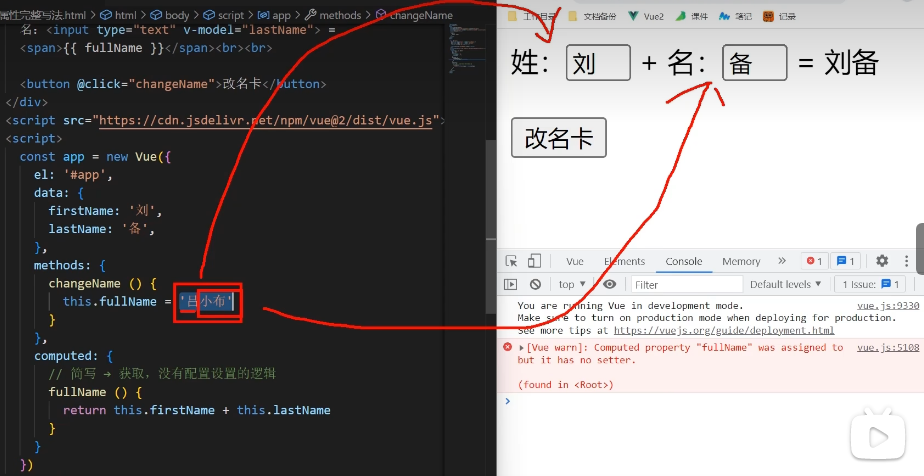 属性完整写法.html > html > body > script > app > methods > changeName
名: <input type="text" v-model="lastName"> =
<span>{{ fullName }}</span><br><br>
<button @click="changeName">改名卡</button>
</div>
<script src="https://cdn.jsdelivr.net/npm/vue@2/dist/vue.js">
<script>
const app = new Vue({
el: '#app',
data: {
firstName: '刘',
lastName: '备',
},
methods: {
changeName () {
this.fullName = '吕小布'
}
},
computed: {
// 简写 → 获取, 没有配置设置的逻辑
fullName () {
return this.firstName + this.lastName
}
}
})
工作目录 文档备份 Vue2 课件 笔记 记录
姓: 刘 + 名: 备 = 刘备
改名卡
Vue Elements Console » 1 1
top Filter Default levels 1 Issue: 1
You are running Vue in development mode. vue.js:9330
Make sure to turn on production mode when deploying for production.
See more tips at https://vuejs.org/guide/deployment.html
[Vue warn]: Computed property "fullName" was assigned to vue.js:5108
but it has no setter.
(found in <Root>)